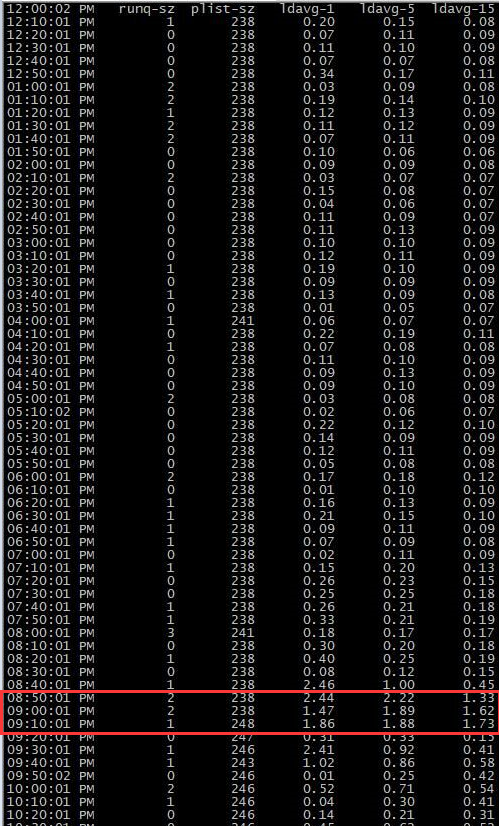 12:00:02 PM runq-sz plist-sz ldavg-1 ldavg-5 ldavg-15
12:10:01 PM 1 238 0.20 0.15 0.08
12:20:01 PM 0 238 0.07 0.11 0.09
12:30:01 PM 0 238 0.11 0.10 0.09
12:40:01 PM 0 238 0.07 0.07 0.08
12:50:01 PM 0 238 0.34 0.17 0.11
01:00:01 PM 2 238 0.03 0.09 0.08
01:10:01 PM 2 238 0.19 0.14 0.10
01:20:01 PM 1 238 0.12 0.13 0.09
01:30:01 PM 2 238 0.11 0.12 0.09
01:40:01 PM 2 238 0.07 0.11 0.09
01:50:01 PM 0 238 0.10 0.06 0.06
02:00:01 PM 0 238 0.09 0.09 0.08
02:10:01 PM 2 238 0.03 0.07 0.07
02:20:01 PM 0 238 0.15 0.08 0.07
02:30:01 PM 0 238 0.04 0.06 0.07
02:40:01 PM 0 238 0.11 0.09 0.07
02:50:01 PM 0 238 0.11 0.13 0.09
03:00:01 PM 0 238 0.10 0.10 0.09
03:10:01 PM 0 238 0.12 0.11 0.09
03:20:01 PM 1 238 0.19 0.10 0.09
03:30:01 PM 0 238 0.09 0.09 0.08
03:40:01 PM 1 238 0.13 0.09 0.08
03:50:01 PM 0 238 0.01 0.05 0.07
04:00:01 PM 1 241 0.06 0.07 0.07
04:10:01 PM 0 238 0.22 0.19 0.11
04:20:01 PM 1 238 0.07 0.08 0.08
04:30:01 PM 0 238 0.11 0.10 0.09
04:40:01 PM 0 238 0.09 0.13 0.09
04:50:01 PM 0 238 0.09 0.10 0.09
05:00:01 PM 2 238 0.03 0.08 0.08
05:10:02 PM 0 238 0.02 0.06 0.07
05:20:01 PM 0 238 0.22 0.12 0.10
05:30:01 PM 0 238 0.14 0.09 0.09
05:40:01 PM 0 238 0.12 0.11 0.09
05:50:01 PM 0 238 0.05 0.08 0.08
06:00:01 PM 2 238 0.17 0.18 0.12
06:10:01 PM 0 238 0.01 0.10 0.10
06:20:01 PM 1 238 0.16 0.13 0.09
06:30:01 PM 1 238 0.21 0.15 0.10
06:40:01 PM 1 238 0.09 0.11 0.09
06:50:01 PM 1 238 0.07 0.09 0.08
07:00:01 PM 0 238 0.02 0.11 0.09
07:10:01 PM 1 238 0.15 0.20 0.13
07:20:01 PM 0 238 0.26 0.23 0.15
07:30:01 PM 0 238 0.25 0.25 0.18
07:40:01 PM 1 238 0.26 0.21 0.18
07:50:01 PM 1 238 0.33 0.21 0.19
08:00:01 PM 3 241 0.18 0.17 0.17
08:10:01 PM 0 238 0.30 0.20 0.18
08:20:01 PM 1 238 0.40 0.25 0.19
08:30:01 PM 0 238 0.08 0.12 0.15
08:40:01 PM 1 238 2.46 1.00 0.45
08:50:01 PM 2 238 2.44 2.22 1.33
09:00:01 PM 2 238 1.47 1.89 1.62
09:10:01 PM 1 248 1.86 1.88 1.73
09:20:01 PM 0 247 0.31 0.33 0.15
09:30:01 PM 1 246 2.41 0.92 0.41
09:40:01 PM 1 243 1.02 0.86 0.58
09:50:02 PM 0 246 0.01 0.25 0.42
10:00:01 PM 2 246 0.52 0.71 0.54
10:10:01 PM 1 246 0.04 0.30 0.41
10:20:01 PM 0 246 0.14 0.21 0.31